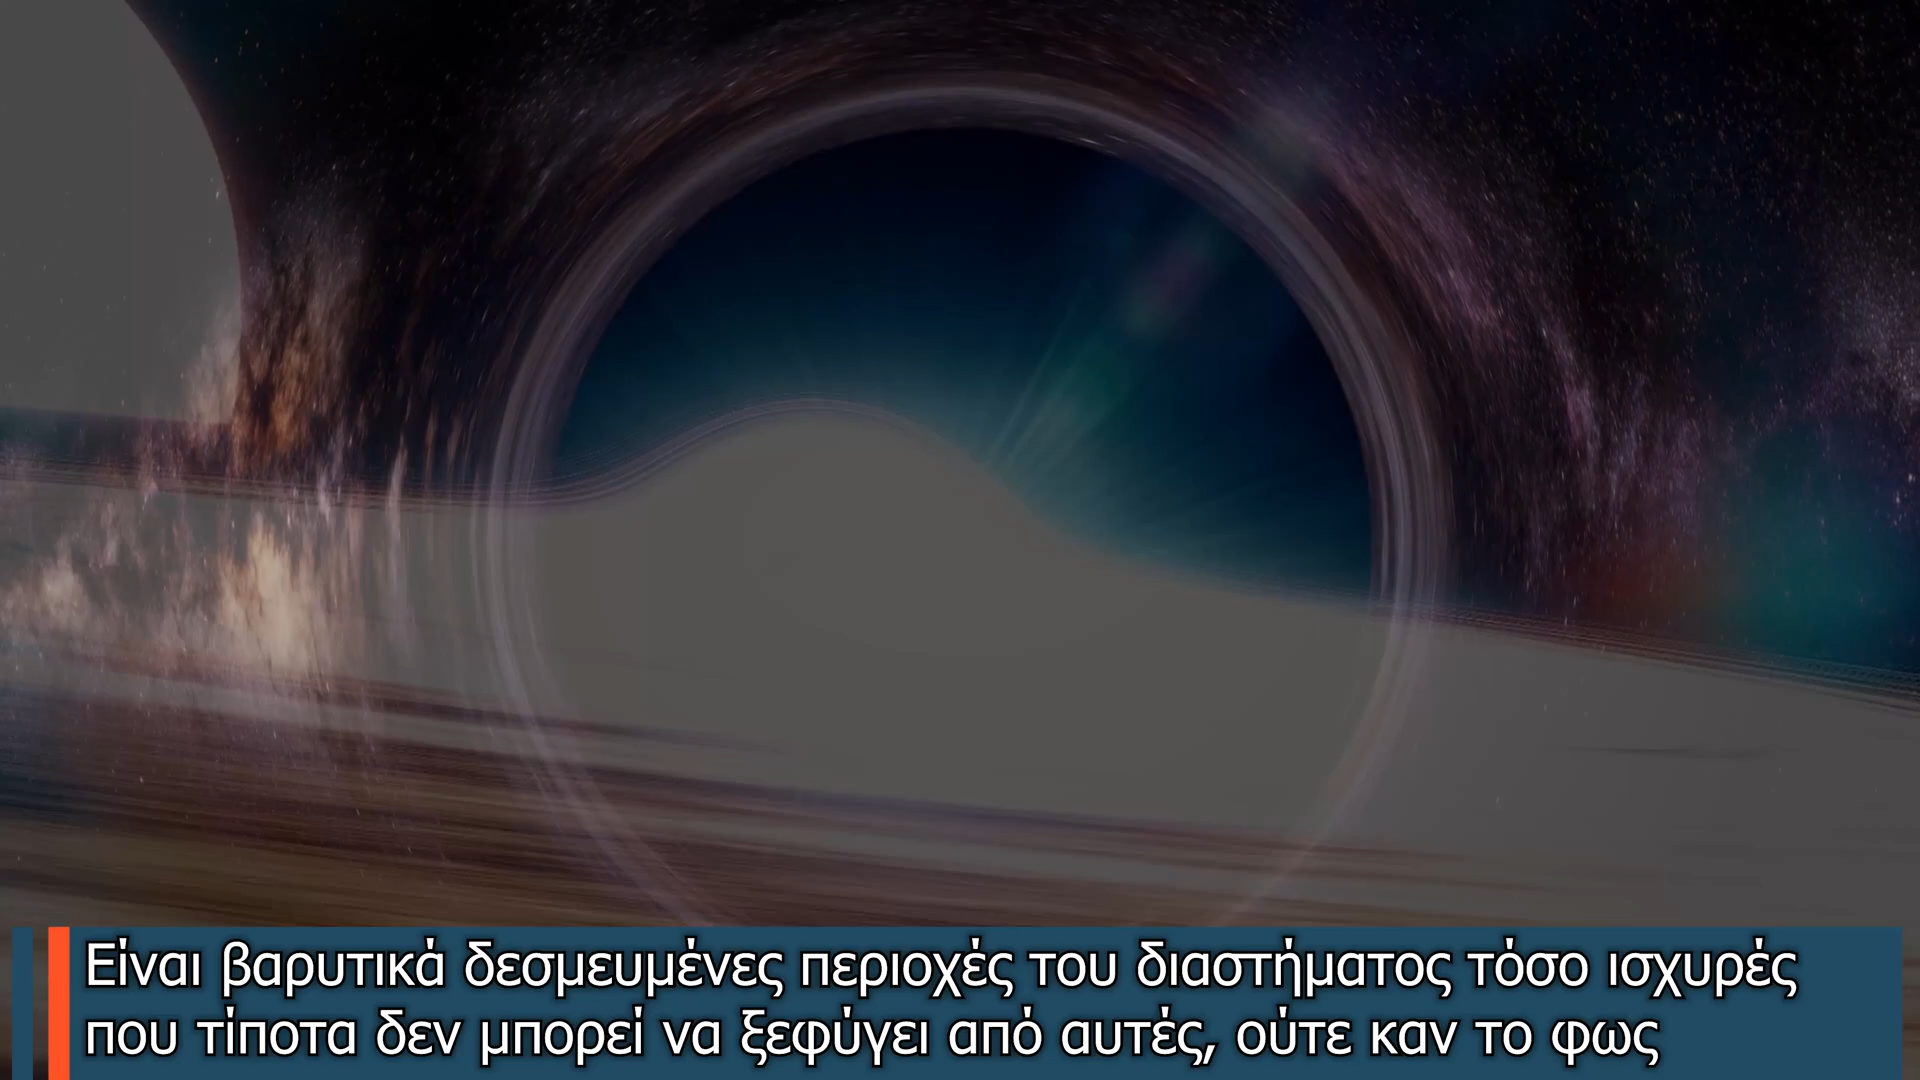 Είναι βαρυτικά δεσμευμένες περιοχές του διαστήματος τόσο ισχυρές
που τίποτα δεν μπορεί να ξεφύγει από αυτές, ούτε καν το φως